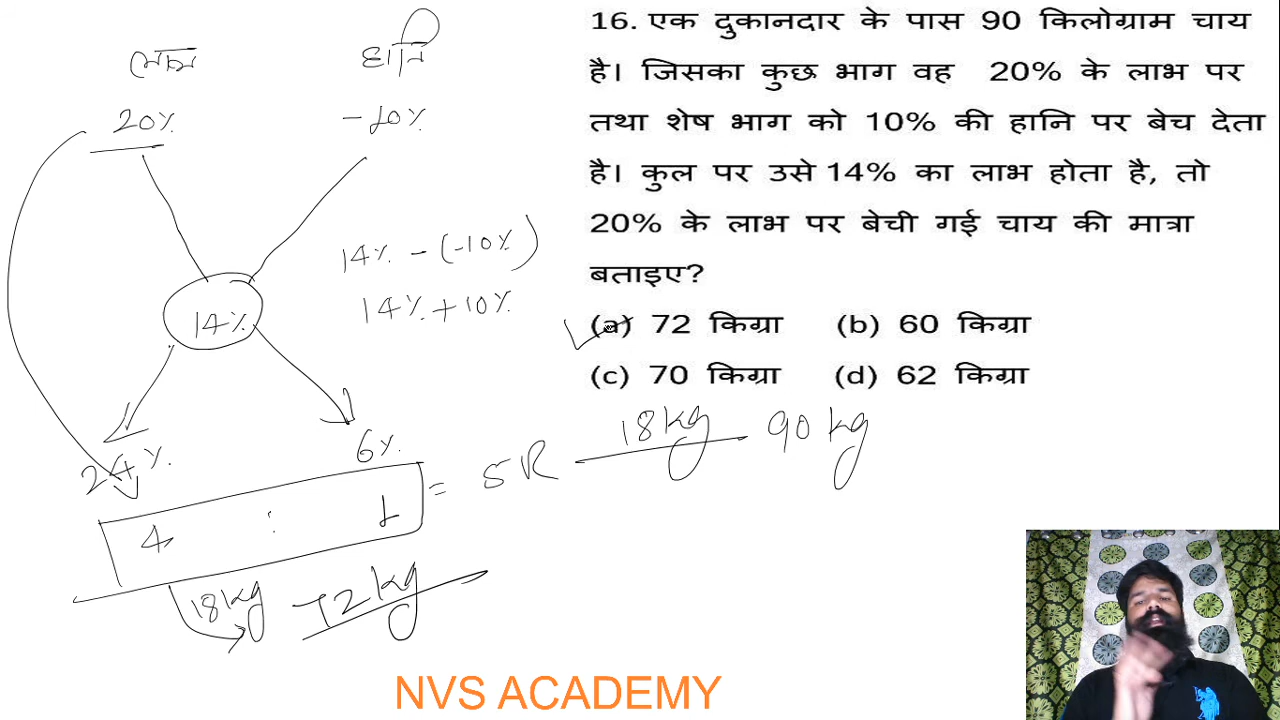 लाभ हानि
20% -10%
14% - (-10%)
14% + 10%
14%
24% 6%
4 : 1 = 5R 18kg 90 kg
18kg 72kg
16. एक दुकानदार के पास 90 किलोग्राम चाय
है। जिसका कुछ भाग वह 20% के लाभ पर
तथा शेष भाग को 10% की हानि पर बेच देता
है। कुल पर उसे 14% का लाभ होता है, तो
20% के लाभ पर बेची गई चाय की मात्रा
बताइए?
(a) 72 किग्रा (b) 60 किग्रा
(c) 70 किग्रा (d) 62 किग्रा
NVS ACADEMY